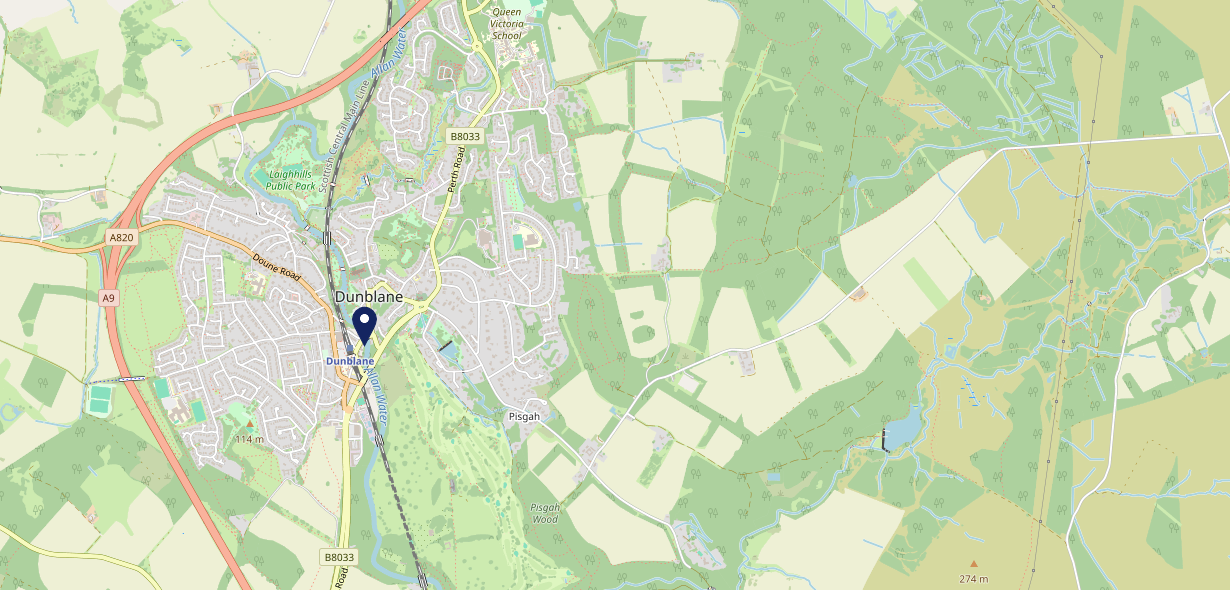 Queen
Victoria
School
Allan Water
Scottish Central Main Line
B8033
Laighhills
Public Park
Perth Road
A820
Doune Road
A9
Dunblane
Dunblane
Allan Water
Pisgah
114 m
Pisgah
Wood
B8033
Road
274 m